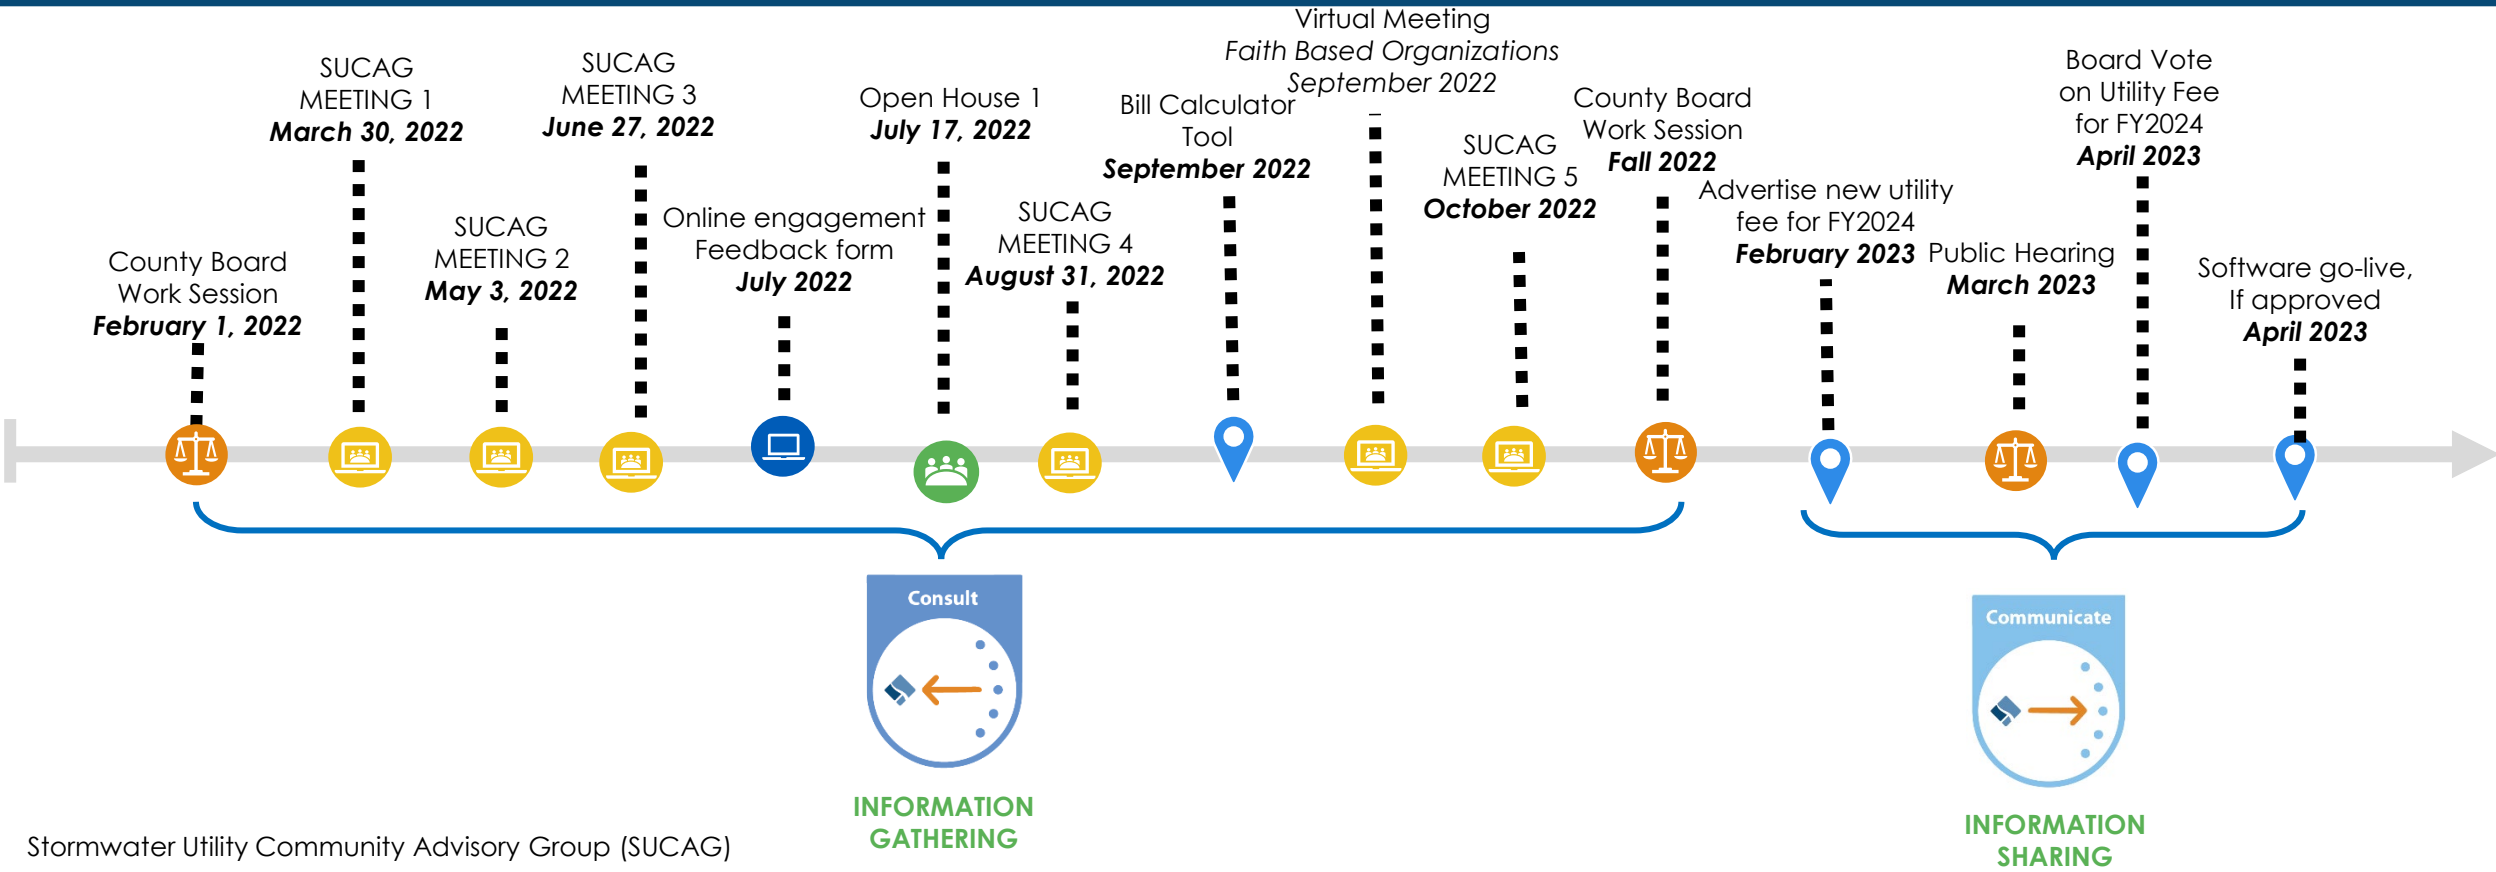 County Board
Work Session
February 1, 2022
SUCAG
MEETING 1
March 30, 2022
SUCAG
MEETING 2
May 3, 2022
SUCAG
MEETING 3
June 27, 2022
Online engagement
Feedback form
July 2022
Open House 1
July 17, 2022
SUCAG
MEETING 4
August 31, 2022
Bill Calculator
Tool
September 2022
Virtual Meeting
Faith Based Organizations
September 2022
SUCAG
MEETING 5
October 2022
County Board
Work Session
Fall 2022
Advertise new utility
fee for FY2024
February 2023
Public Hearing
March 2023
Board Vote
on Utility Fee
for FY2024
April 2023
Software go-live,
If approved
April 2023
Consult
INFORMATION
GATHERING
Communicate
INFORMATION
SHARING
Stormwater Utility Community Advisory Group (SUCAG)